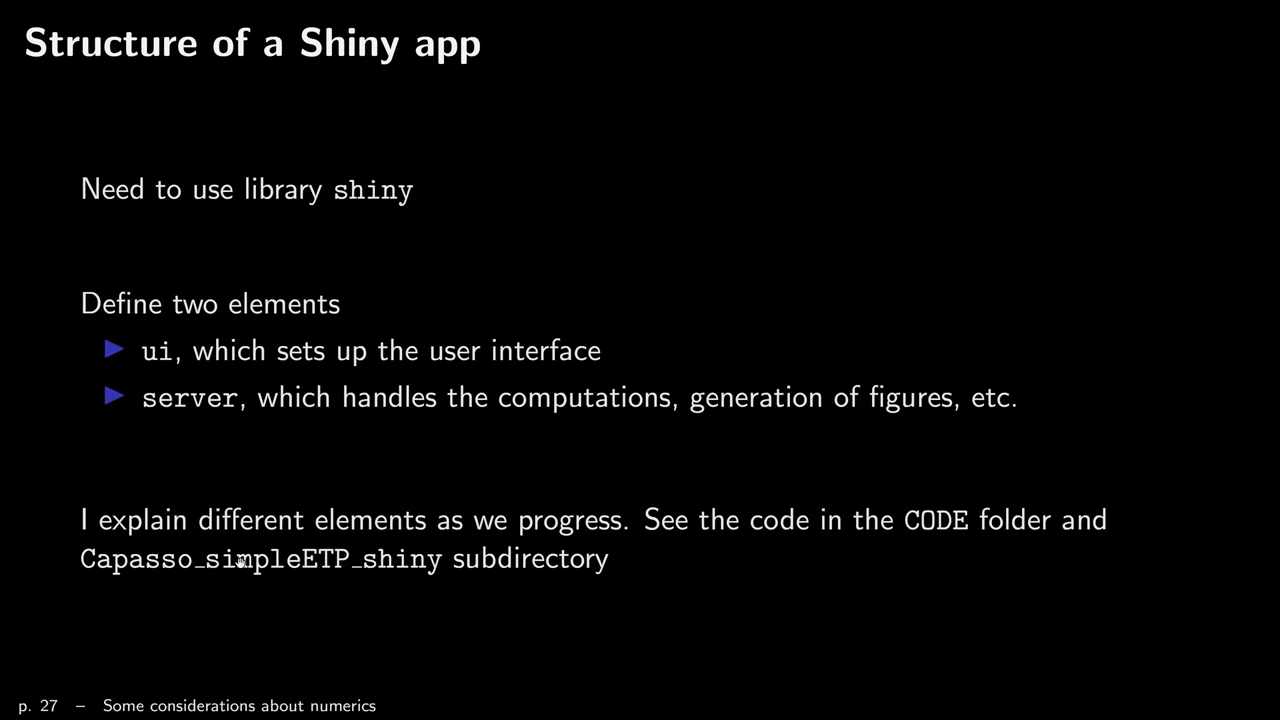 Structure of a Shiny app
Need to use library shiny
Define two elements
ui, which sets up the user interface
server, which handles the computations, generation of figures, etc.
I explain different elements as we progress. See the code in the CODE folder and
Capasso_simpleETP_shiny subdirectory
p. 27 – Some considerations about numerics